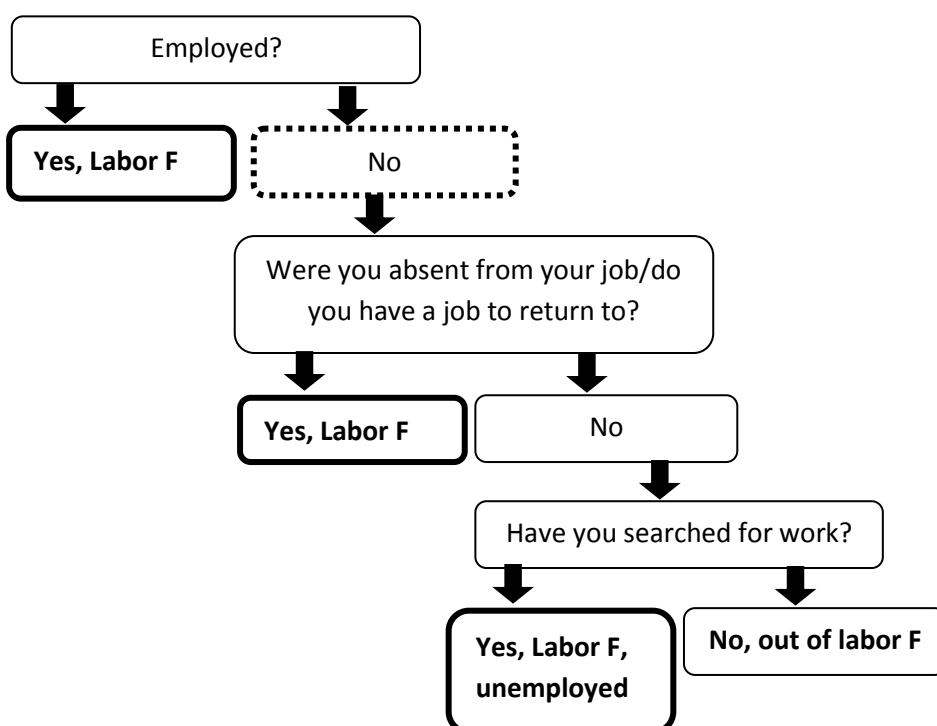 Employed?
Yes, Labor F
No
Were you absent from your job/do
you have a job to return to?
Yes, Labor F
No
Have you searched for work?
Yes, Labor F,
unemployed
No, out of labor F